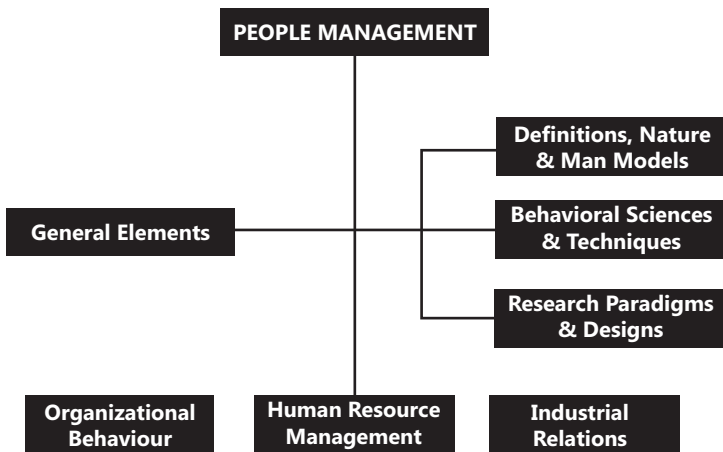 PEOPLE MANAGEMENT
Definitions, Nature
& Man Models
General Elements
Behavioral Sciences
& Techniques
Research Paradigms
& Designs
Organizational
Behaviour
Human Resource
Management
Industrial
Relations